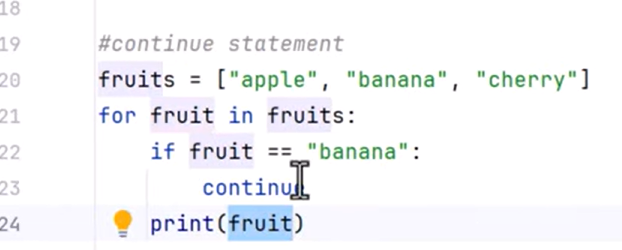 18
19 #continue statement
20 fruits = ["apple", "banana", "cherry"]
21 for fruit in fruits:
22 if fruit == "banana":
23 continue
24 print(fruit)